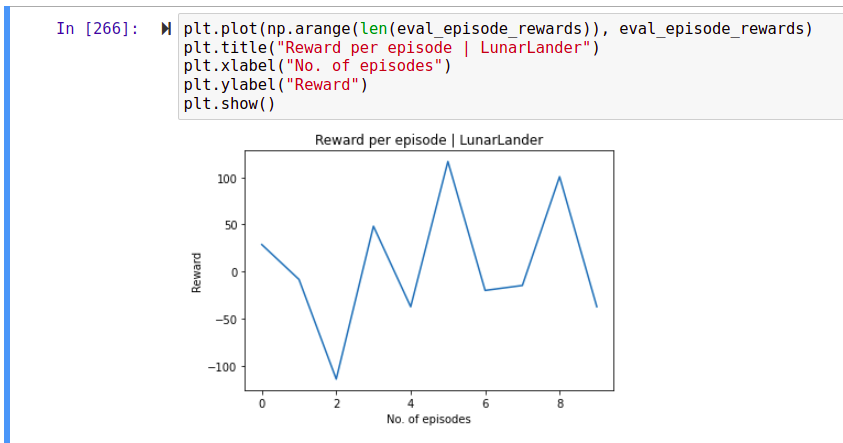 In [266]:
plt.plot(np.arange(len(eval_episode_rewards)), eval_episode_rewards)
plt.title("Reward per episode | LunarLander")
plt.xlabel("No. of episodes")
plt.ylabel("Reward")
plt.show()
Reward per episode | LunarLander
Reward
100
50
0
−50
−100
0 2 4 6 8
No. of episodes